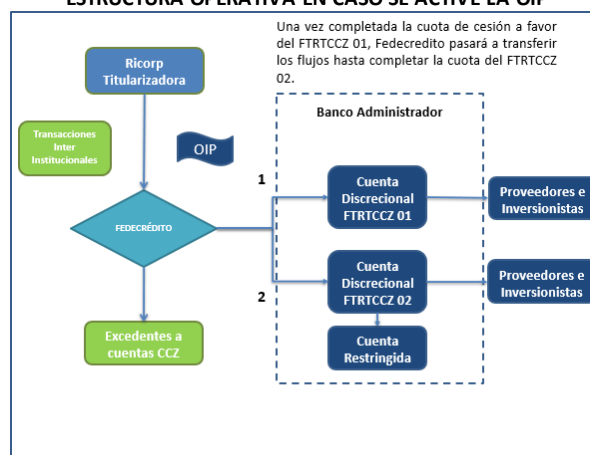 ESTRUCTURA OPERATIVA EN CASO SE ACTIVE LA OIP
Una vez completada la cuota de cesión a favor
del FTRTCCZ 01, Fedecredito pasará a transferir
los flujos hasta completar la cuota del FTRTCCZ
02.
Ricorp
Titularizadora
Banco Administrador
Transacciones
Inter
Institucionales
OIP
1
Cuenta
Discrecional
FTRTCCZ 01
Proveedores e
Inversionistas
FEDECRÉDITO
2
Cuenta
Discrecional
FTRTCCZ 02
Proveedores e
Inversionistas
Excedentes a
cuentas CCZ
Cuenta
Restringida